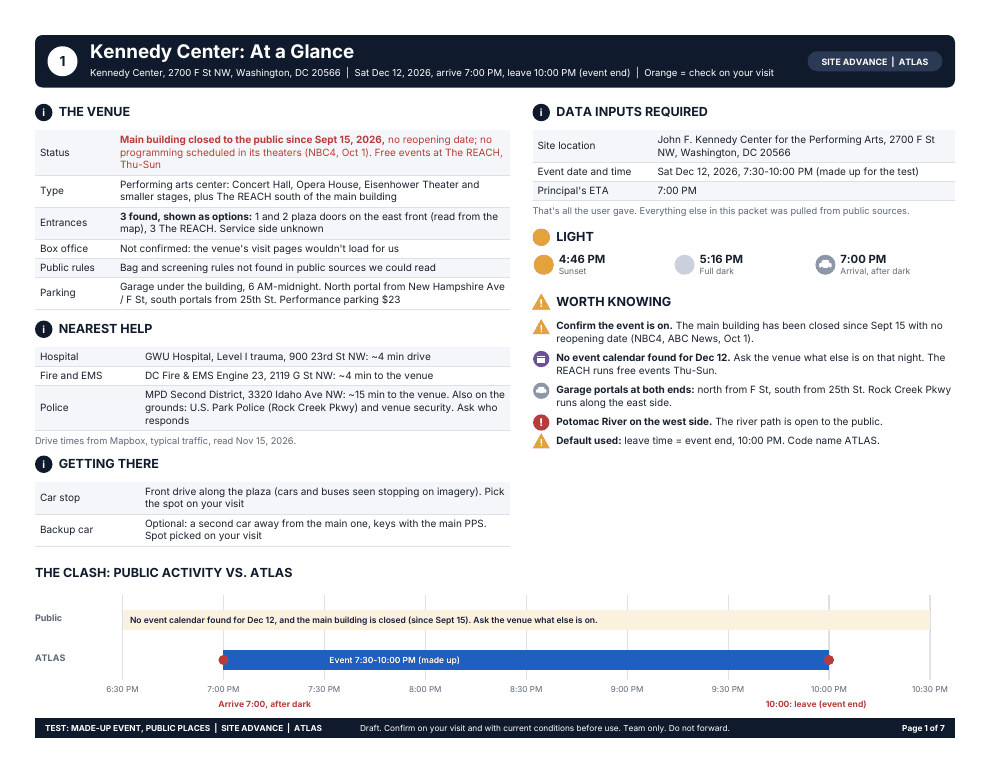 1
Kennedy Center: At a Glance
Kennedy Center, 2700 F St NW, Washington, DC 20566 | Sat Dec 12, 2026, arrive 7:00 PM, leave 10:00 PM (event end) | Orange = check on your visit
SITE ADVANCE | ATLAS
i THE VENUE
Status
Main building closed to the public since Sept 15, 2026, no reopening date; no
programming scheduled in its theaters (NBC4, Oct 1). Free events at The REACH,
Thu-Sun
Type
Performing arts center: Concert Hall, Opera House, Eisenhower Theater and
smaller stages, plus The REACH south of the main building
Entrances
3 found, shown as options: 1 and 2 plaza doors on the east front (read from the
map), 3 The REACH. Service side unknown
Box office
Not confirmed: the venue's visit pages wouldn't load for us
Public rules
Bag and screening rules not found in public sources we could read
Parking
Garage under the building, 6 AM-midnight. North portal from New Hampshire Ave
/ F St, south portals from 25th St. Performance parking $23
i NEAREST HELP
Hospital
GWU Hospital, Level I trauma, 900 23rd St NW: ~4 min drive
Fire and EMS
DC Fire & EMS Engine 23, 2119 G St NW: ~4 min to the venue
Police
MPD Second District, 3320 Idaho Ave NW: ~15 min to the venue. Also on the
grounds: U.S. Park Police (Rock Creek Pkwy) and venue security. Ask who
responds
Drive times from Mapbox, typical traffic, read Nov 15, 2026.
i GETTING THERE
Car stop
Front drive along the plaza (cars and buses seen stopping on imagery). Pick
the spot on your visit
Backup car
Optional: a second car away from the main one, keys with the main PPS.
Spot picked on your visit
i DATA INPUTS REQUIRED
Site location
John F. Kennedy Center for the Performing Arts, 2700 F St
NW, Washington, DC 20566
Event date and time
Sat Dec 12, 2026, 7:30-10:00 PM (made up for the test)
Principal's ETA
7:00 PM
That's all the user gave. Everything else in this packet was pulled from public sources.
LIGHT
4:46 PM
Sunset
5:16 PM
Full dark
7:00 PM
Arrival, after dark
! WORTH KNOWING
! Confirm the event is on. The main building has been closed since Sept 15 with no
reopening date (NBC4, ABC News, Oct 1).
No event calendar found for Dec 12. Ask the venue what else is on that night. The
REACH runs free events Thu-Sun.
Garage portals at both ends: north from F St, south from 25th St. Rock Creek Pkwy
runs along the east side.
! Potomac River on the west side. The river path is open to the public.
! Default used: leave time = event end, 10:00 PM. Code name ATLAS.
THE CLASH: PUBLIC ACTIVITY VS. ATLAS
Public
No event calendar found for Dec 12, and the main building is closed (since Sept 15). Ask the venue what else is on.
ATLAS
Event 7:30-10:00 PM (made up)
6:30 PM 7:00 PM 7:30 PM 8:00 PM 8:30 PM 9:00 PM 9:30 PM 10:00 PM 10:30 PM
Arrive 7:00, after dark
10:00: leave (event end)
TEST: MADE-UP EVENT, PUBLIC PLACES | SITE ADVANCE | ATLAS
Draft. Confirm on your visit and with current conditions before use. Team only. Do not forward.
Page 1 of 7